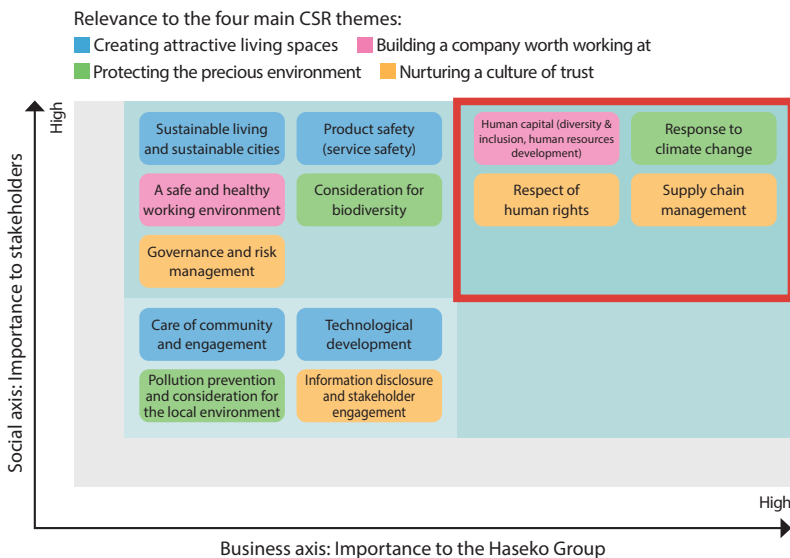 Relevance to the four main CSR themes:
Creating attractive living spaces
Building a company worth working at
Protecting the precious environment
Nurturing a culture of trust
High
Social axis: Importance to stakeholders
Sustainable living
and sustainable cities
Product safety
(service safety)
Human capital (diversity &
inclusion, human resources
development)
Response to
climate change
A safe and healthy
working environment
Consideration for
biodiversity
Respect of
human rights
Supply chain
management
Governance and risk
management
Care of community
and engagement
Technological
development
Pollution prevention
and consideration for
the local environment
Information disclosure
and stakeholder
engagement
High
Business axis: Importance to the Haseko Group